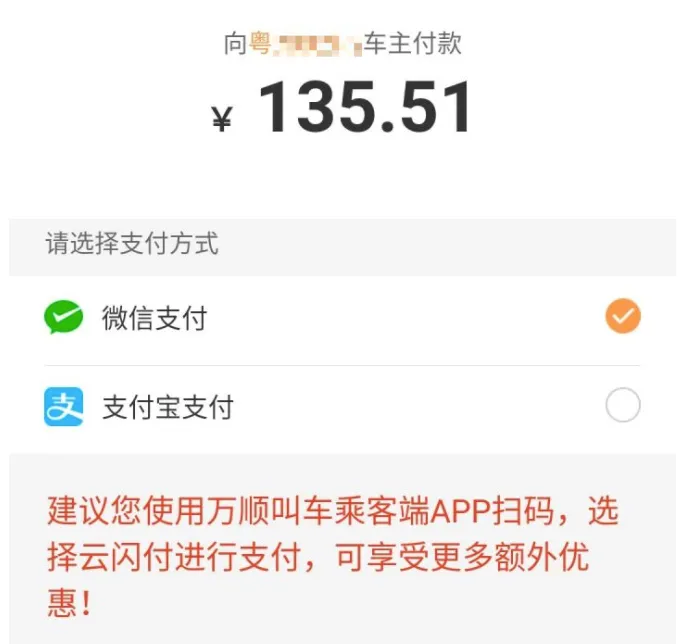 向粤车主付款
¥ 135.51
请选择支付方式
微信支付
支 支付宝支付
建议您使用万顺叫车乘客端APP扫码，选
择云闪付进行支付，可享受更多额外优
惠！